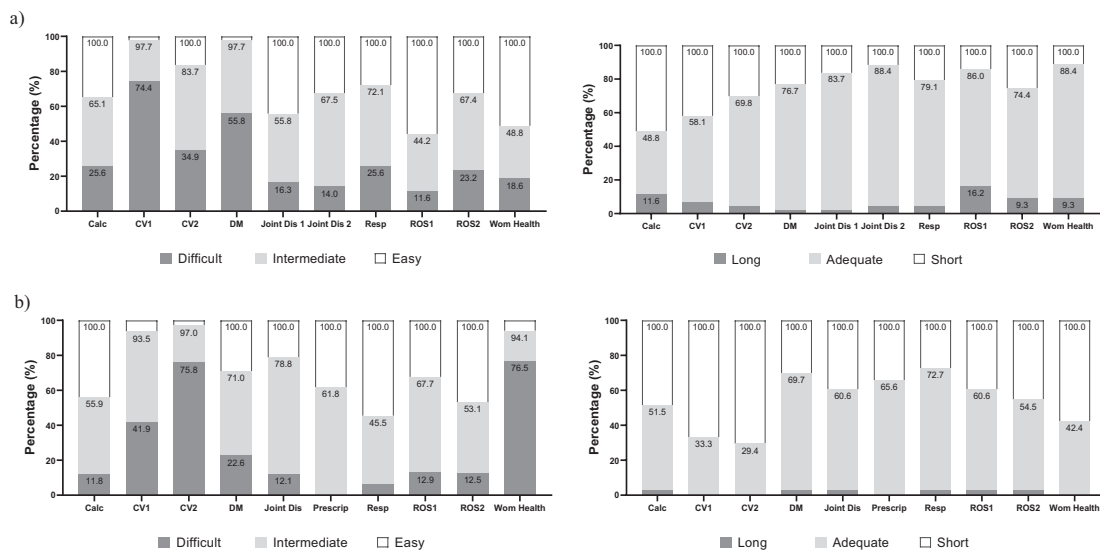 a)
100
80
60
40
20
0
Percentage (%)
100.0 97.7 100.0 97.7 100.0 100.0 100.0 100.0 100.0 100.0
65.1 74.4 83.7 55.8 55.8 67.5 72.1 44.2 67.4 48.8
25.6 34.9 16.3 14.0 25.6 11.6 23.2 18.6
Calc CV1 CV2 DM Joint Dis 1 Joint Dis 2 Resp ROS1 ROS2 Wom Health
Difficult Intermediate Easy
100
80
60
40
20
0
Percentage (%)
100.0 100.0 100.0 100.0 100.0 100.0 100.0 100.0 100.0 100.0
48.8 58.1 69.8 76.7 83.7 88.4 79.1 86.0 74.4 88.4
11.6 16.2 9.3 9.3
Calc CV1 CV2 DM Joint Dis 1 Joint Dis 2 Resp ROS1 ROS2 Wom Health
Long Adequate Short
b)
100
80
60
40
20
0
Percentage (%)
100.0 93.5 97.0 100.0 100.0 100.0 100.0 100.0 100.0 94.1
55.9 41.9 75.8 71.0 78.8 61.8 45.5 67.7 53.1 76.5
11.8 22.6 12.1 12.9 12.5
Calc CV1 CV2 DM Joint Dis Prescrip Resp ROS1 ROS2 Wom Health
Difficult Intermediate Easy
100
80
60
40
20
0
Percentage (%)
100.0 100.0 100.0 100.0 100.0 100.0 100.0 100.0 100.0 100.0
51.5 33.3 29.4 69.7 60.6 65.6 72.7 60.6 54.5 42.4
Calc CV1 CV2 DM Joint Dis Prescrip Resp ROS1 ROS2 Wom Health
Long Adequate Short